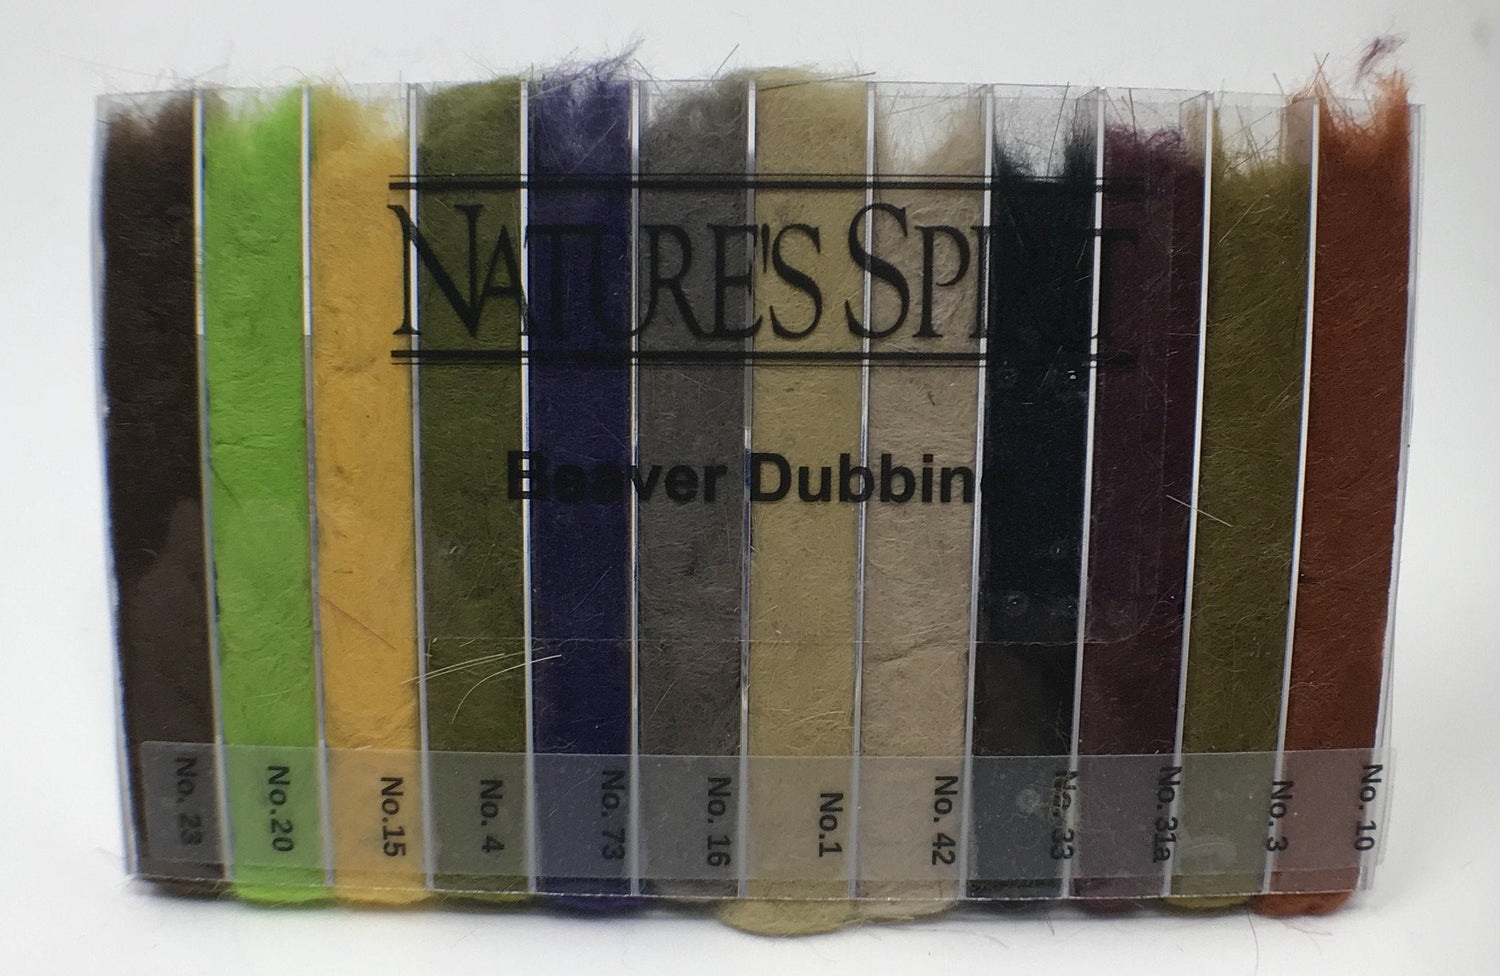 NATURE'S SPIRIT
Beaver Dubbing
No. 23
No.20
No.15
No. 4
No. 73
No. 16
No.1
No. 42
No. 33
No. 31a
No. 3
No. 10